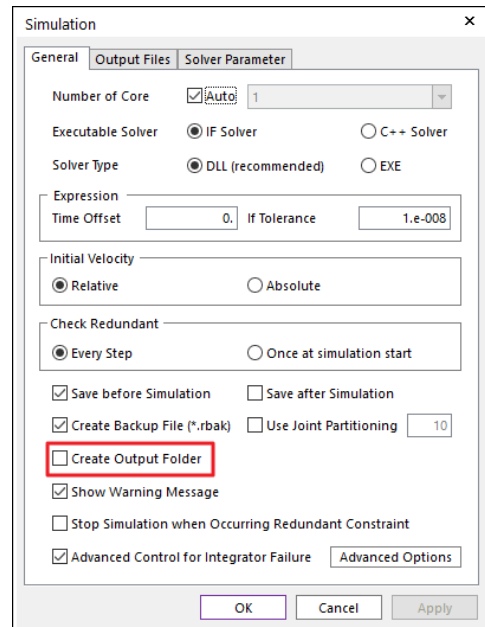 Simulation
General Output Files Solver Parameter
Number of Core Auto 1
Executable Solver IF Solver C++ Solver
Solver Type DLL (recommended) EXE
Expression
Time Offset 0. If Tolerance 1.e-008
Initial Velocity
Relative Absolute
Check Redundant
Every Step Once at simulation start
Save before Simulation Save after Simulation
Create Backup File (*.rbak) Use Joint Partitioning 10
Create Output Folder
Show Warning Message
Stop Simulation when Occurring Redundant Constraint
Advanced Control for Integrator Failure Advanced Options
OK Cancel Apply